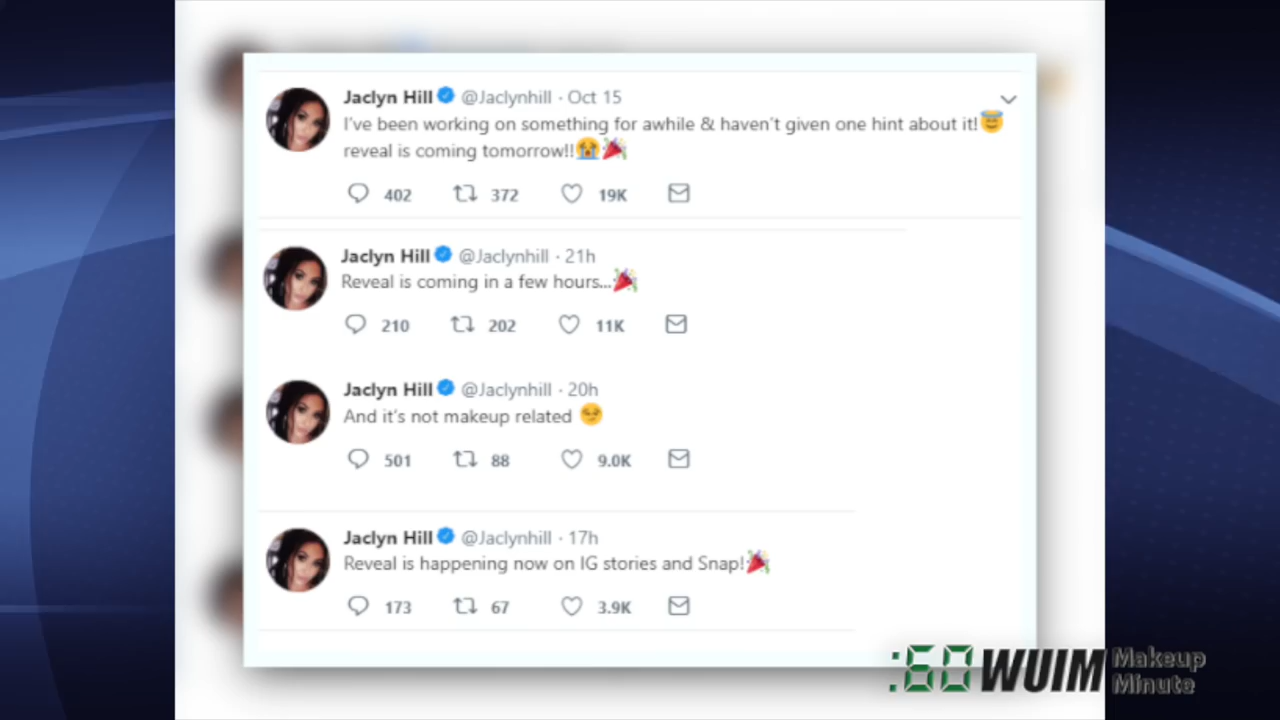 Jaclyn Hill @Jaclynhill · Oct 15
I've been working on something for awhile & haven't given one hint about it!😇
reveal is coming tomorrow!!😭🎉
402 372 19K
Jaclyn Hill @Jaclynhill · 21h
Reveal is coming in a few hours...🎉
210 202 11K
Jaclyn Hill @Jaclynhill · 20h
And it's not makeup related 😏
501 88 9.0K
Jaclyn Hill @Jaclynhill · 17h
Reveal is happening now on IG stories and Snap!🎉
173 67 3.9K
:60 WUIM Makeup
Minute